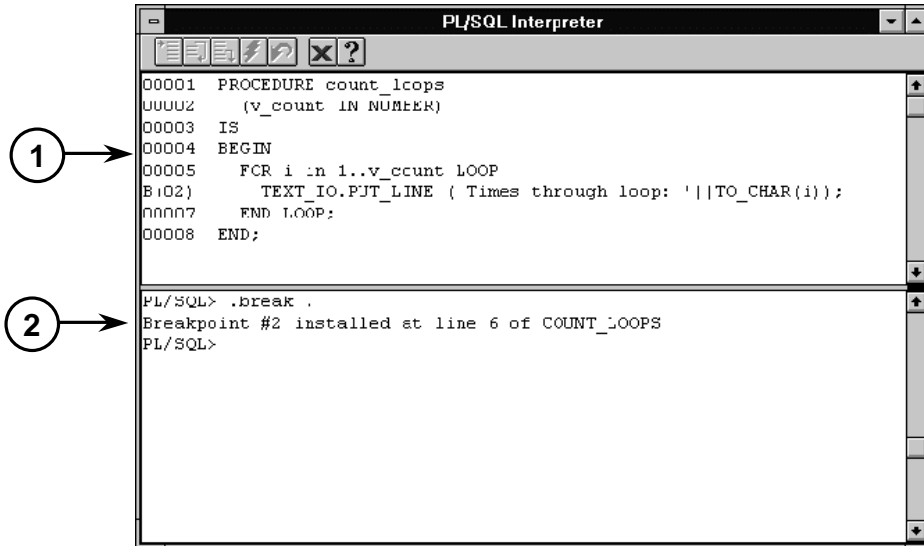 PL/SQL Interpreter
00001 PROCEDURE count_loops
00002 (v_count IN NUMBER)
00003 IS
00004 BEGIN
00005 FOR i in 1..v_count LOOP
B(02) TEXT_IO.PUT_LINE ( Times through loop: '||TO_CHAR(i));
00007 END LOOP;
00008 END;
PL/SQL> .break .
Breakpoint #2 installed at line 6 of COUNT_LOOPS
PL/SQL>
1
2